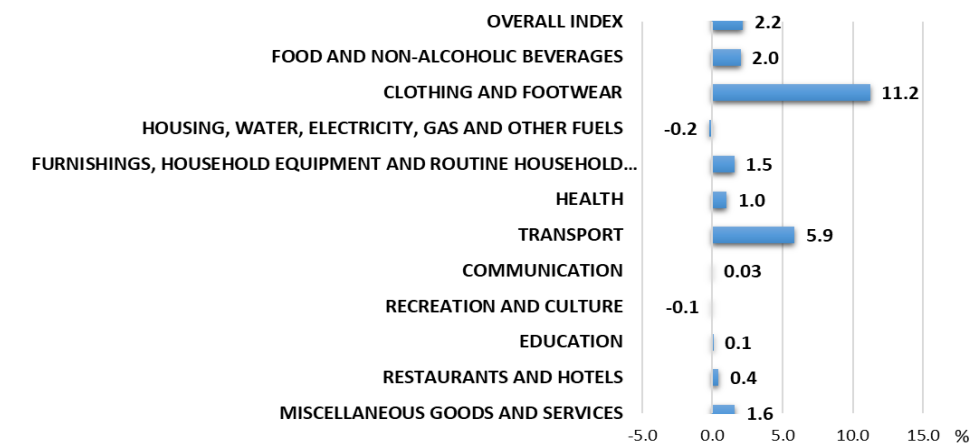 OVERALL INDEX 2.2
FOOD AND NON-ALCOHOLIC BEVERAGES 2.0
CLOTHING AND FOOTWEAR 11.2
HOUSING, WATER, ELECTRICITY, GAS AND OTHER FUELS -0.2
FURNISHINGS, HOUSEHOLD EQUIPMENT AND ROUTINE HOUSEHOLD... 1.5
HEALTH 1.0
TRANSPORT 5.9
COMMUNICATION 0.03
RECREATION AND CULTURE -0.1
EDUCATION 0.1
RESTAURANTS AND HOTELS 0.4
MISCELLANEOUS GOODS AND SERVICES 1.6
-5.0 0.0 5.0 10.0 15.0 %